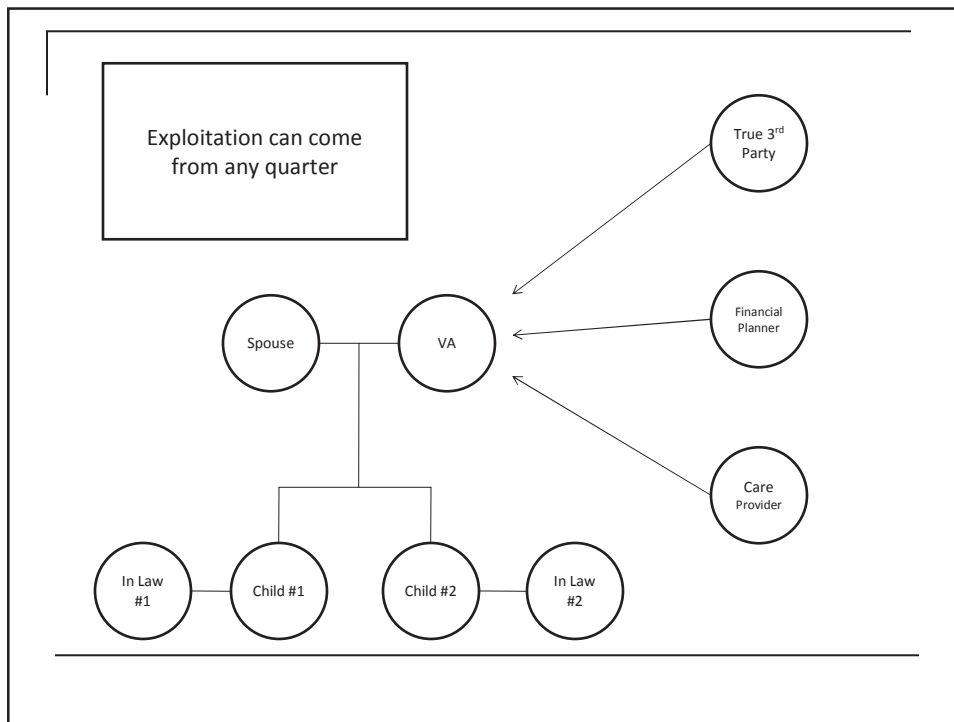 Exploitation can come
from any quarter
True 3rd
Party
Financial
Planner
Spouse
VA
Care
Provider
In Law
#1
Child #1
Child #2
In Law
#2